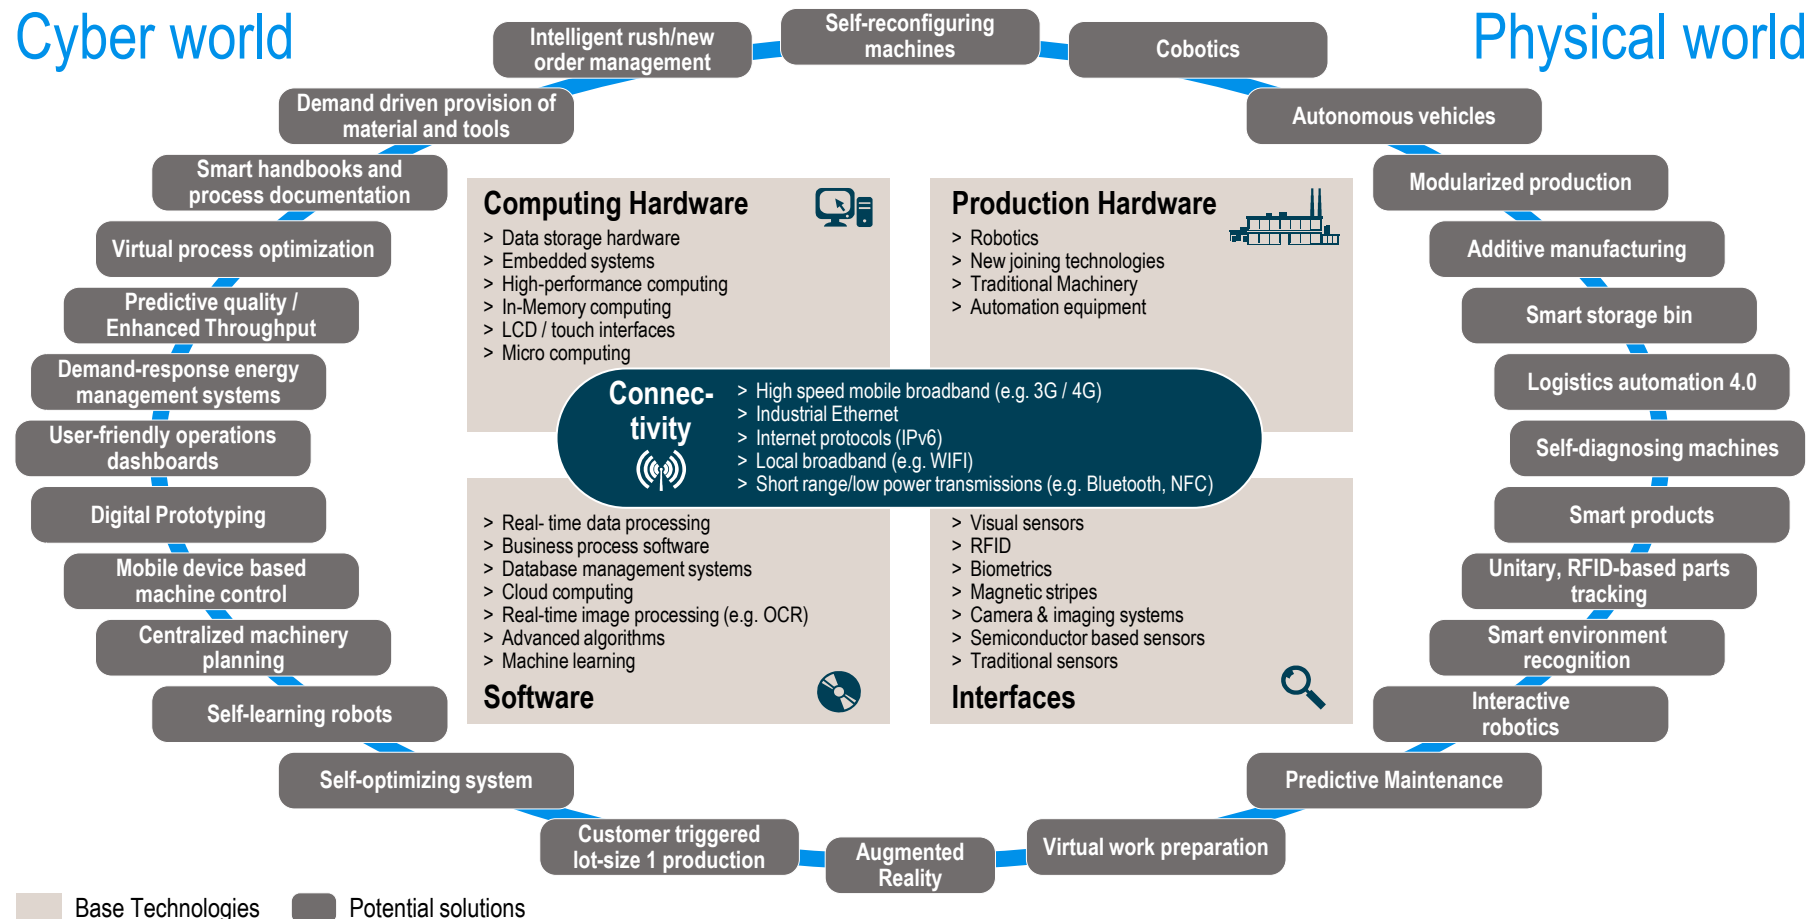 Cyber world
Physical world
Intelligent rush/new
order management
Self-reconfiguring
machines
Cobotics
Demand driven provision of
material and tools
Autonomous vehicles
Smart handbooks and
process documentation
Modularized production
Virtual process optimization
Additive manufacturing
Predictive quality /
Enhanced Throughput
Smart storage bin
Demand-response energy
management systems
Logistics automation 4.0
User-friendly operations
dashboards
Self-diagnosing machines
Digital Prototyping
Smart products
Mobile device based
machine control
Unitary, RFID-based parts
tracking
Centralized machinery
planning
Smart environment
recognition
Self-learning robots
Interactive
robotics
Self-optimizing system
Predictive Maintenance
Customer triggered
lot-size 1 production
Augmented
Reality
Virtual work preparation
Computing Hardware
> Data storage hardware
> Embedded systems
> High-performance computing
> In-Memory computing
> LCD / touch interfaces
> Micro computing
Production Hardware
> Robotics
> New joining technologies
> Traditional Machinery
> Automation equipment
Connec-
tivity
> High speed mobile broadband (e.g. 3G / 4G)
> Industrial Ethernet
> Internet protocols (IPv6)
> Local broadband (e.g. WIFI)
> Short range/low power transmissions (e.g. Bluetooth, NFC)
> Real- time data processing
> Business process software
> Database management systems
> Cloud computing
> Real-time image processing (e.g. OCR)
> Advanced algorithms
> Machine learning
Software
> Visual sensors
> RFID
> Biometrics
> Magnetic stripes
> Camera & imaging systems
> Semiconductor based sensors
> Traditional sensors
Interfaces
Base Technologies
Potential solutions